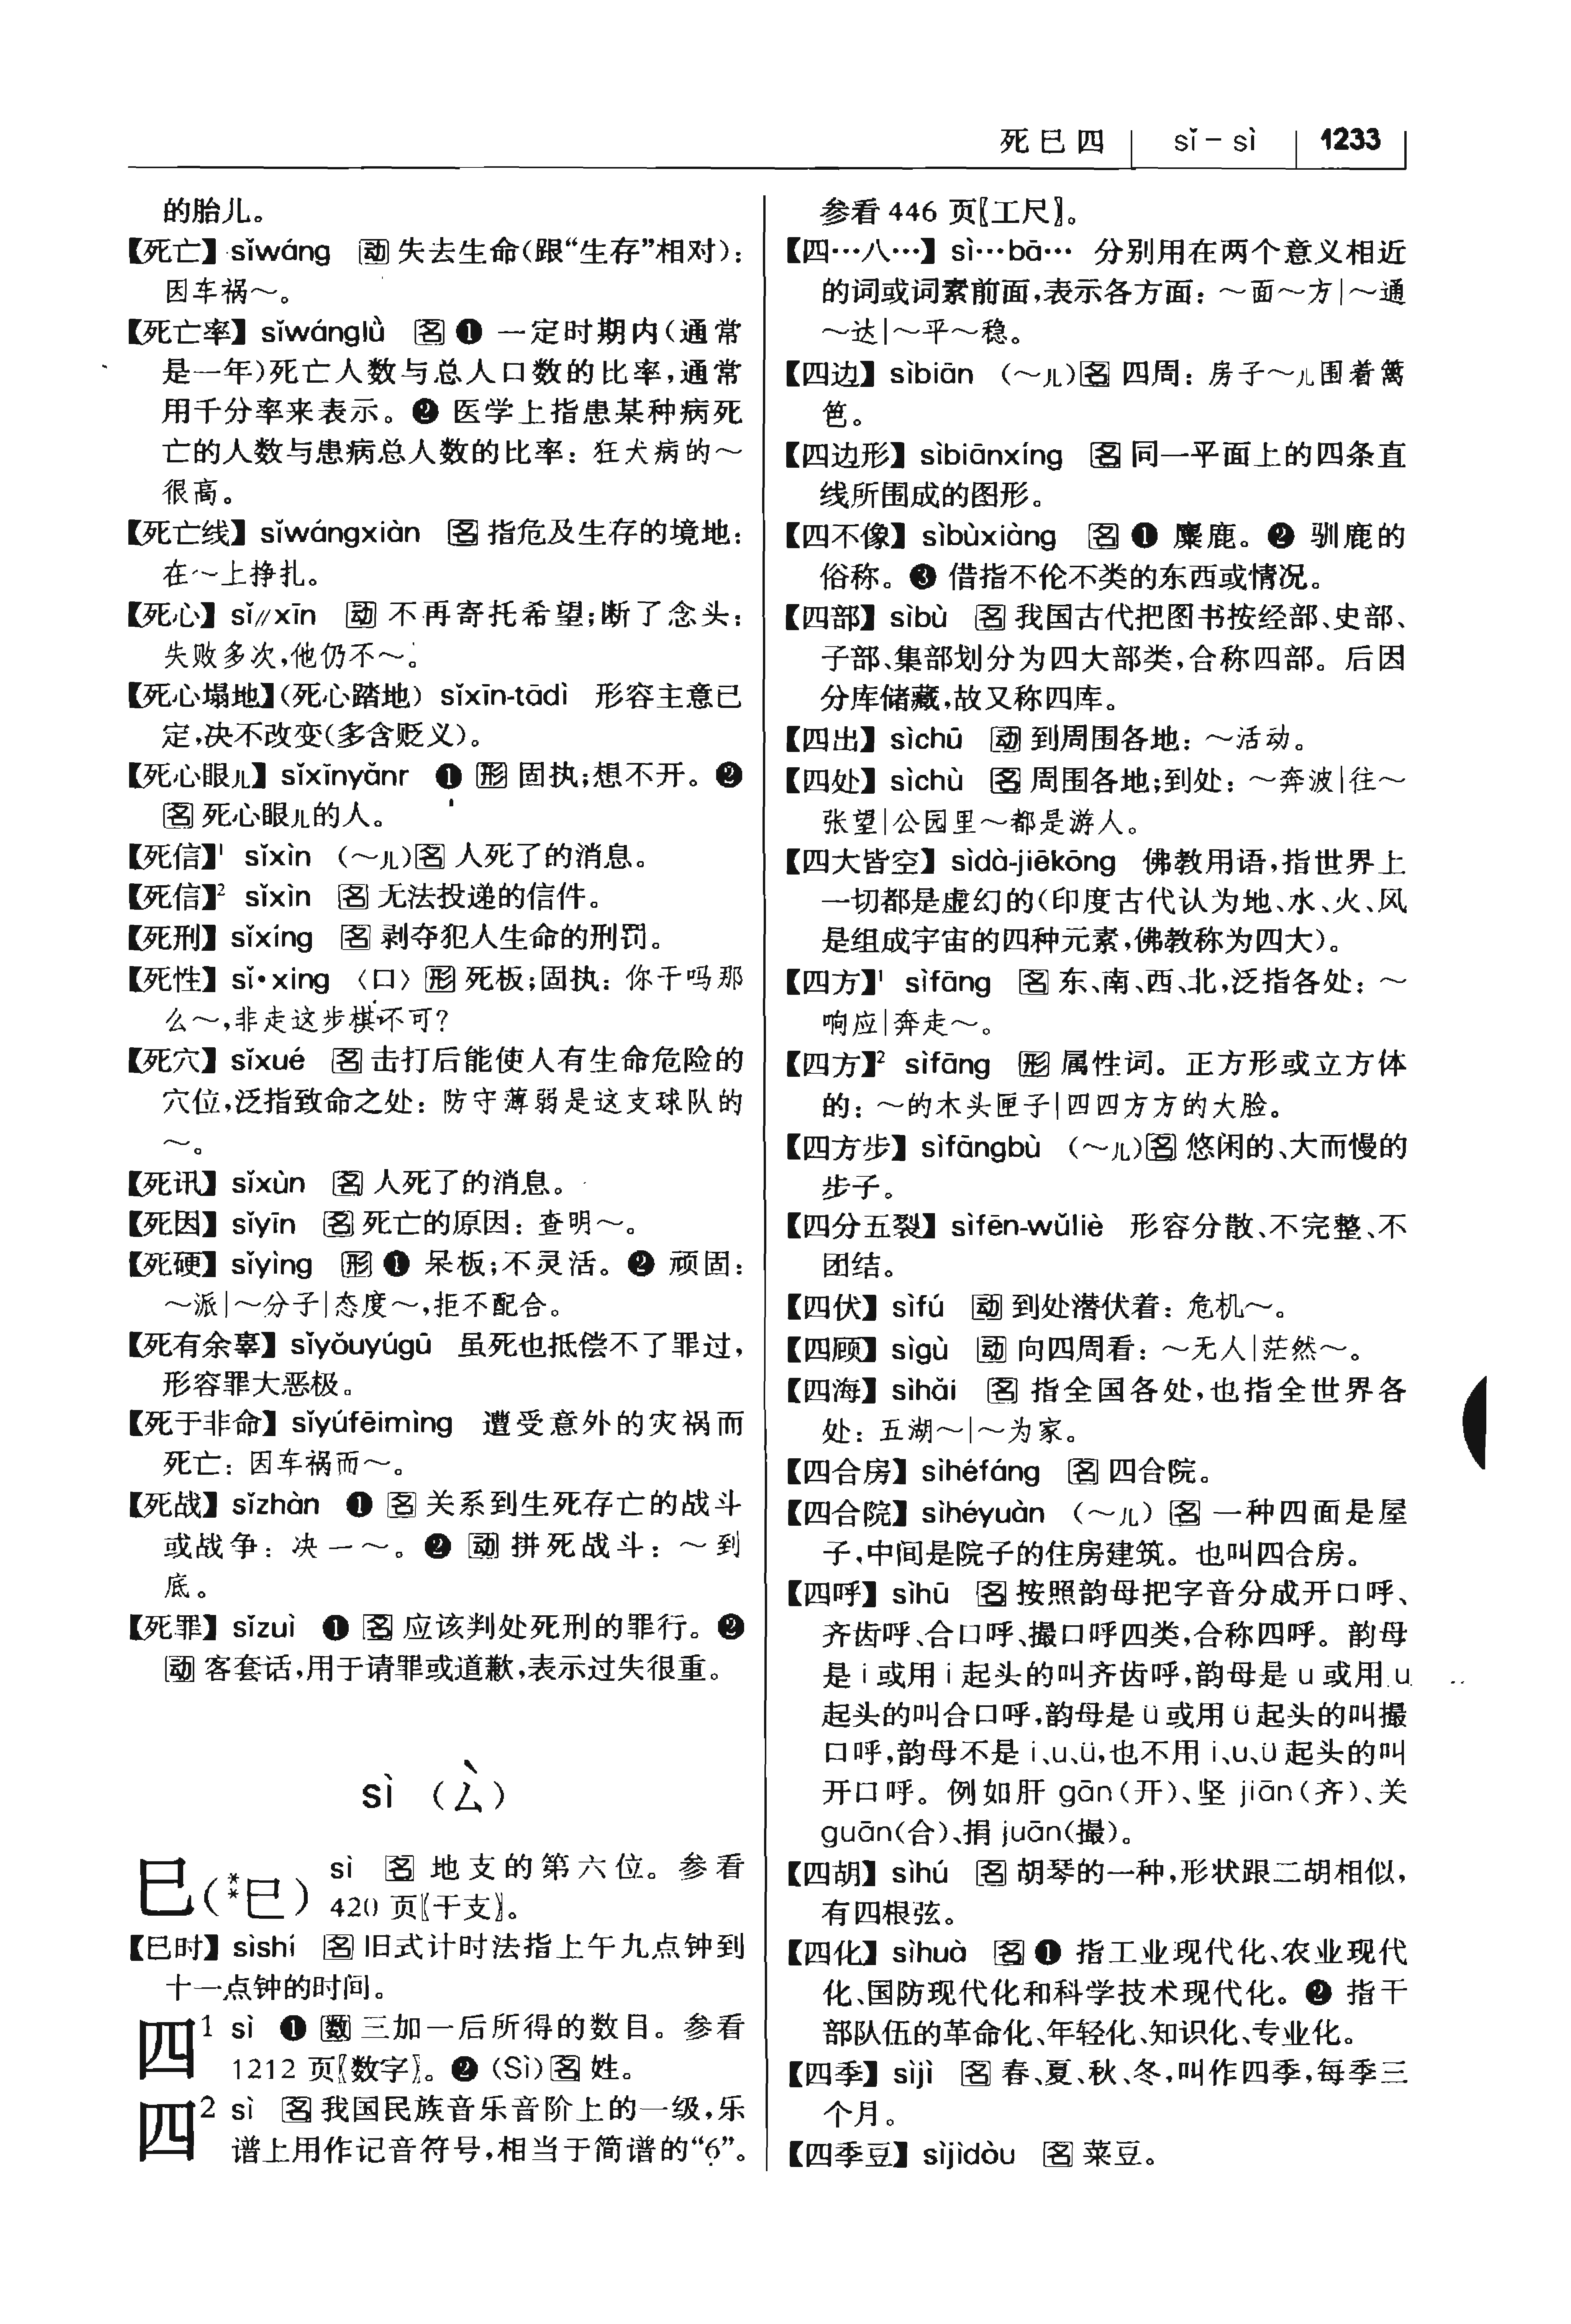 死巳四 sǐ－sì 1233
的胎儿。
【死亡】sǐwáng 动 失去生命(跟“生存”相对)：
因车祸～。
【死亡率】sǐwánglǜ 名 ❶ 一定时期内(通常
是一年)死亡人数与总人口数的比率,通常
用千分率来表示。❷ 医学上指患某种病死
亡的人数与患病总人数的比率：狂犬病的～
很高。
【死亡线】sǐwángxiàn 名 指危及生存的境地：
在～上挣扎。
【死心】sǐ∥xīn 动 不再寄托希望;断了念头：
失败多次,他仍不～。
【死心塌地】(死心踏地) sǐxīn-tādì 形容主意已
定,决不改变(多含贬义)。
【死心眼儿】sǐxīnyǎnr ❶ 形 固执;想不开。❷
名 死心眼儿的人。
【死信】¹ sǐxìn (～儿)名 人死了的消息。
【死信】² sǐxìn 名 无法投递的信件。
【死刑】sǐxíng 名 剥夺犯人生命的刑罚。
【死性】sǐ·xing 〈口〉形 死板;固执：你干吗那
么～,非走这步棋不可?
【死穴】sǐxué 名 击打后能使人有生命危险的
穴位,泛指致命之处：防守薄弱是这支球队的
～。
【死讯】sǐxùn 名 人死了的消息。
【死因】sǐyīn 名 死亡的原因：查明～。
【死硬】sǐyìng 形 ❶ 呆板;不灵活。❷ 顽固：
～派|～分子|态度～,拒不配合。
【死有余辜】sǐyǒuyúgū 虽死也抵偿不了罪过,
形容罪大恶极。
【死于非命】sǐyúfēimìng 遭受意外的灾祸而
死亡：因车祸而～。
【死战】sǐzhàn ❶ 名 关系到生死存亡的战斗
或战争：决一～。❷ 动 拼死战斗：～到
底。
【死罪】sǐzuì ❶ 名 应该判处死刑的罪行。❷
动 客套话,用于请罪或道歉,表示过失很重。
sì (ㄙˋ)
巳(**巳) sì 名 地支的第六位。参看
420 页〖干支〗。
【巳时】sìshí 名 旧式计时法指上午九点钟到
十一点钟的时间。
四¹ sì ❶ 数 三加一后所得的数目。参看
1212 页〖数字〗。❷ (Sì)名 姓。
四² sì 名 我国民族音乐音阶上的一级,乐
谱上用作记音符号,相当于简谱的“6̣”。
参看 446 页〖工尺〗。
【四…八…】sì…bā… 分别用在两个意义相近
的词或词素前面,表示各方面：～面～方|～通
～达|～平～稳。
【四边】sìbiān (～儿)名 四周：房子～儿围着篱
笆。
【四边形】sìbiānxíng 名 同一平面上的四条直
线所围成的图形。
【四不像】sìbùxiàng 名 ❶ 麋鹿。❷ 驯鹿的
俗称。❸ 借指不伦不类的东西或情况。
【四部】sìbù 名 我国古代把图书按经部、史部、
子部、集部划分为四大部类,合称四部。后因
分库储藏,故又称四库。
【四出】sìchū 动 到周围各地：～活动。
【四处】sìchù 名 周围各地;到处：～奔波|往～
张望|公园里～都是游人。
【四大皆空】sìdà-jiēkōng 佛教用语,指世界上
一切都是虚幻的(印度古代认为地、水、火、风
是组成宇宙的四种元素,佛教称为四大)。
【四方】¹ sìfāng 名 东、南、西、北,泛指各处：～
响应|奔走～。
【四方】² sìfāng 形 属性词。正方形或立方体
的：～的木头匣子|四四方方的大脸。
【四方步】sìfāngbù (～儿)名 悠闲的、大而慢的
步子。
【四分五裂】sìfēn-wǔliè 形容分散、不完整、不
团结。
【四伏】sìfú 动 到处潜伏着：危机～。
【四顾】sìgù 动 向四周看：～无人|茫然～。
【四海】sìhǎi 名 指全国各处,也指全世界各
处：五湖～|～为家。
【四合房】sìhéfáng 名 四合院。
【四合院】sìhéyuàn (～儿) 名 一种四面是屋
子,中间是院子的住房建筑。也叫四合房。
【四呼】sìhū 名 按照韵母把字音分成开口呼、
齐齿呼、合口呼、撮口呼四类,合称四呼。韵母
是 i 或用 i 起头的叫齐齿呼,韵母是 u 或用 u
起头的叫合口呼,韵母是 ü 或用 ü 起头的叫撮
口呼,韵母不是 i、u、ü,也不用 i、u、ü 起头的叫
开口呼。例如肝 gān(开)、坚 jiān(齐)、关
guān(合)、捐 juān(撮)。
【四胡】sìhú 名 胡琴的一种,形状跟二胡相似,
有四根弦。
【四化】sìhuà 名 ❶ 指工业现代化、农业现代
化、国防现代化和科学技术现代化。❷ 指干
部队伍的革命化、年轻化、知识化、专业化。
【四季】sìjì 名 春、夏、秋、冬,叫作四季,每季三
个月。
【四季豆】sìjìdòu 名 菜豆。